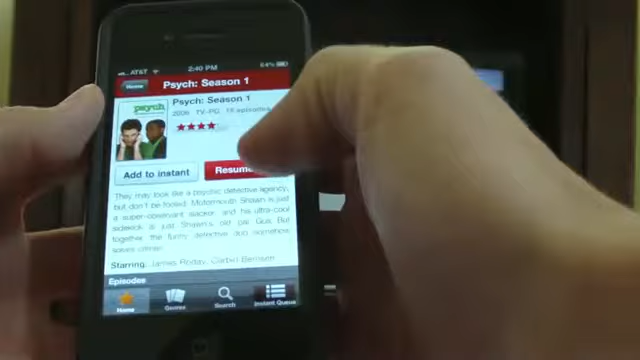 AT&T 2:40 PM 64%
Home Psych: Season 1
psych
Psych: Season 1
2006 TV-PG 15 episodes
Add to instant
They may look like a psychic detective agency,
but don't be fooled. Motormouth Shawn is just
a super-observant slacker and his ultra-cool
sidekick is just Shawn's old pal Gus. But
together the funny detective duo somehow
solves crimes.
Starring: James Roday, Corbin Bernsen
Episodes
Home Genres Search Instant Queue